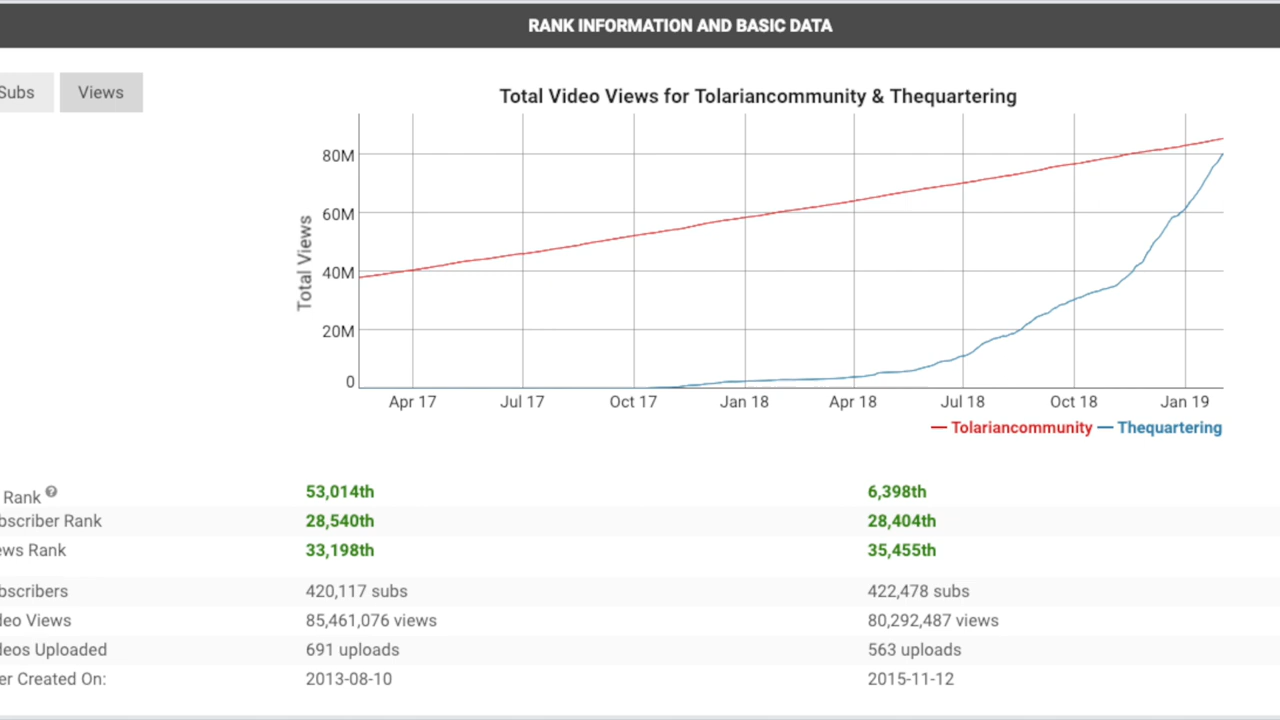 RANK INFORMATION AND BASIC DATA
Subs Views
Total Video Views for Tolariancommunity & Thequartering
Total Views
80M
60M
40M
20M
0
Apr 17 Jul 17 Oct 17 Jan 18 Apr 18 Jul 18 Oct 18 Jan 19
Tolariancommunity Thequartering
Rank ? 53,014th 6,398th
bscriber Rank 28,540th 28,404th
ews Rank 33,198th 35,455th
bscribers 420,117 subs 422,478 subs
deo Views 85,461,076 views 80,292,487 views
deos Uploaded 691 uploads 563 uploads
er Created On: 2013-08-10 2015-11-12